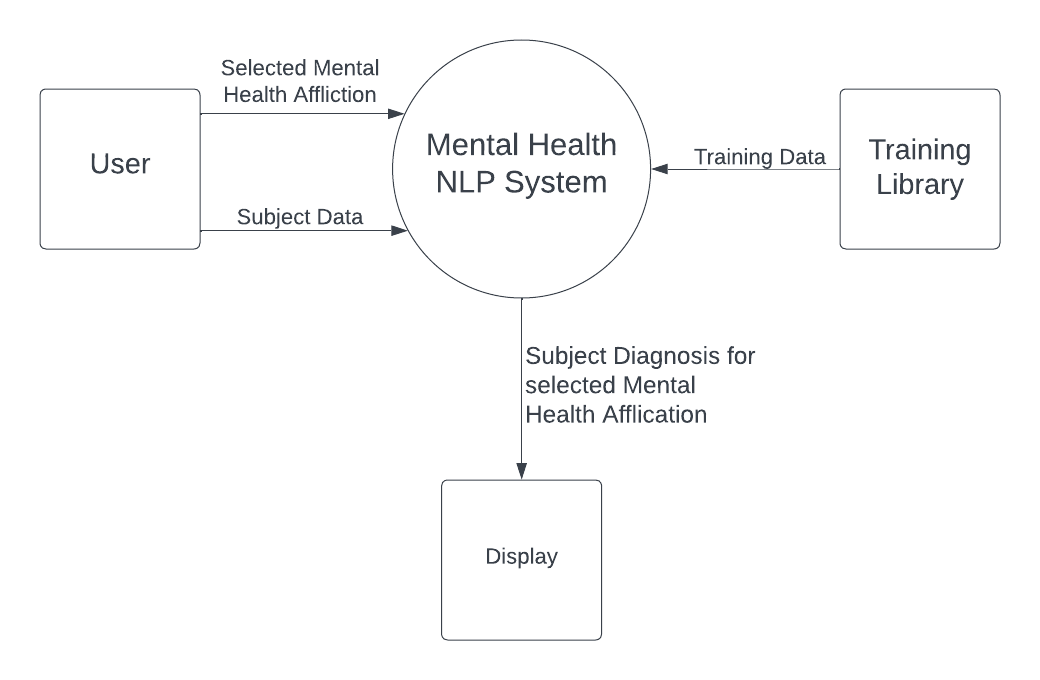 Selected Mental
Health Affliction
User
Subject Data
Mental Health
NLP System
Training Data
Training
Library
Subject Diagnosis for
selected Mental
Health Afflication
Display